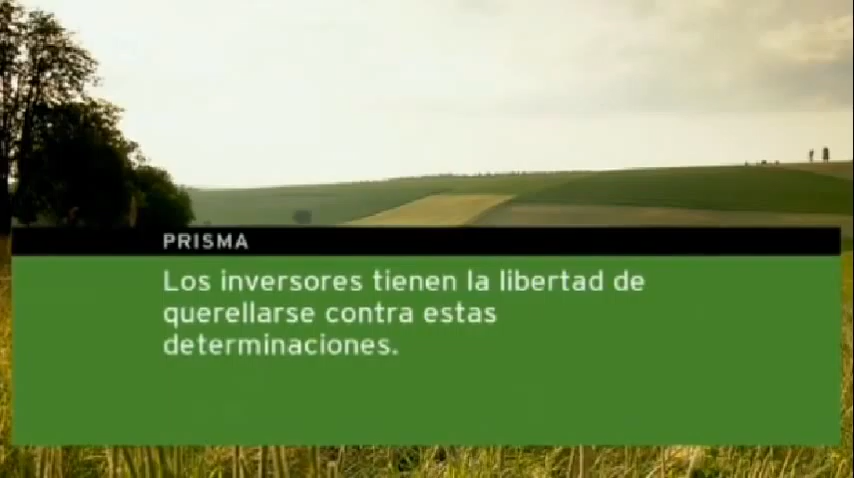 PRISMA
Los inversores tienen la libertad de
querellarse contra estas
determinaciones.